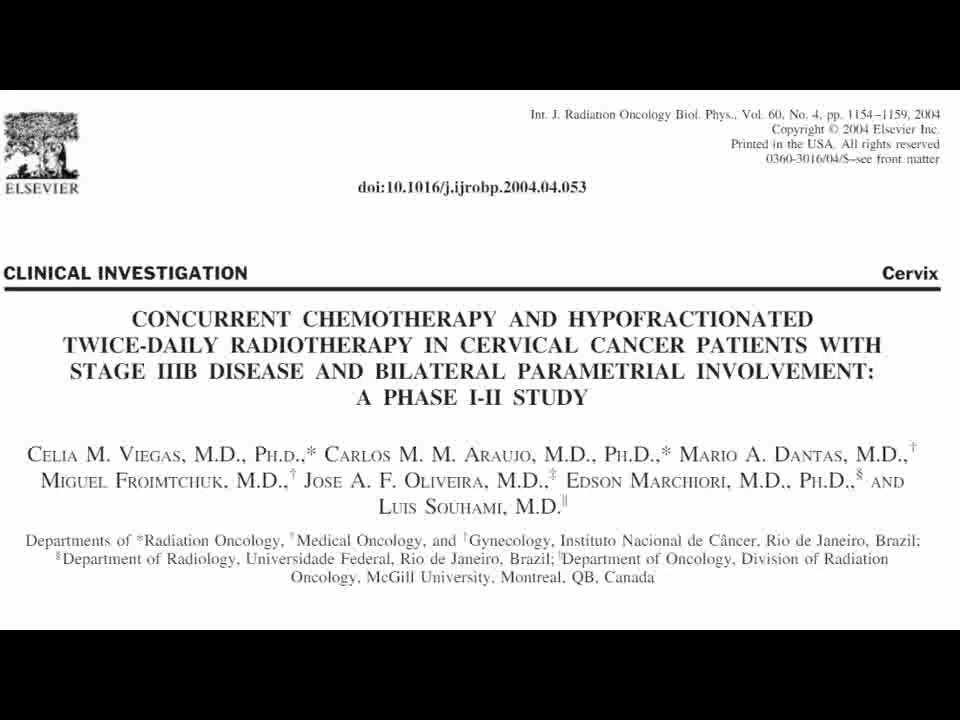 Int. J. Radiation Oncology Biol. Phys., Vol. 60, No. 4, pp. 1154–1159, 2004
Copyright © 2004 Elsevier Inc.
Printed in the USA. All rights reserved
0360-3016/04/$–see front matter
ELSEVIER
doi:10.1016/j.ijrobp.2004.04.053
CLINICAL INVESTIGATION Cervix
CONCURRENT CHEMOTHERAPY AND HYPOFRACTIONATED
TWICE-DAILY RADIOTHERAPY IN CERVICAL CANCER PATIENTS WITH
STAGE IIIB DISEASE AND BILATERAL PARAMETRIAL INVOLVEMENT:
A PHASE I-II STUDY
CELIA M. VIEGAS, M.D., PH.D.,* CARLOS M. M. ARAUJO, M.D., PH.D.,* MARIO A. DANTAS, M.D.,†
MIGUEL FROIMTCHUK, M.D.,† JOSE A. F. OLIVEIRA, M.D.,‡ EDSON MARCHIORI, M.D., PH.D.,§ AND
LUIS SOUHAMI, M.D.‖
Departments of *Radiation Oncology, †Medical Oncology, and ‡Gynecology, Instituto Nacional de Câncer, Rio de Janeiro, Brazil;
§Department of Radiology, Universidade Federal, Rio de Janeiro, Brazil; ‖Department of Oncology, Division of Radiation
Oncology, McGill University, Montreal, QB, Canada